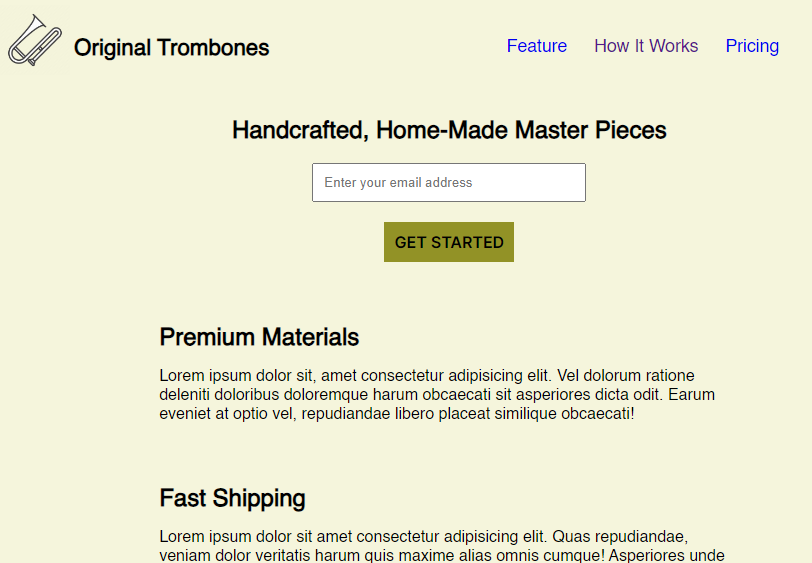 Original Trombones
Feature How It Works Pricing
Handcrafted, Home-Made Master Pieces
Enter your email address
GET STARTED
Premium Materials
Lorem ipsum dolor sit, amet consectetur adipisicing elit. Vel dolorum ratione
deleniti doloribus doloremque harum obcaecati sit asperiores dicta odit. Earum
eveniet at optio vel, repudiandae libero placeat similique obcaecati!
Fast Shipping
Lorem ipsum dolor sit amet consectetur adipisicing elit. Quas repudiandae,
veniam dolor veritatis harum quis maxime alias omnis cumque! Asperiores unde